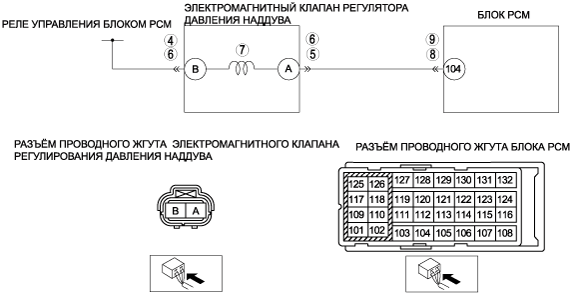 РЕЛЕ УПРАВЛЕНИЯ БЛОКОМ PCM
ЭЛЕКТРОМАГНИТНЫЙ КЛАПАН РЕГУЛЯТОРА
ДАВЛЕНИЯ НАДДУВА
БЛОК PCM
4
6
7
6
5
9
8
B
A
104
РАЗЪЁМ ПРОВОДНОГО ЖГУТА ЭЛЕКТРОМАГНИТНОГО КЛАПАНА
РЕГУЛИРОВАНИЯ ДАВЛЕНИЯ НАДДУВА
B A
РАЗЪЁМ ПРОВОДНОГО ЖГУТА БЛОКА PCM
125 126 127 128 129 130 131 132
117 118 119 120 121 122 123 124
109 110 111 112 113 114 115 116
101 102 103 104 105 106 107 108